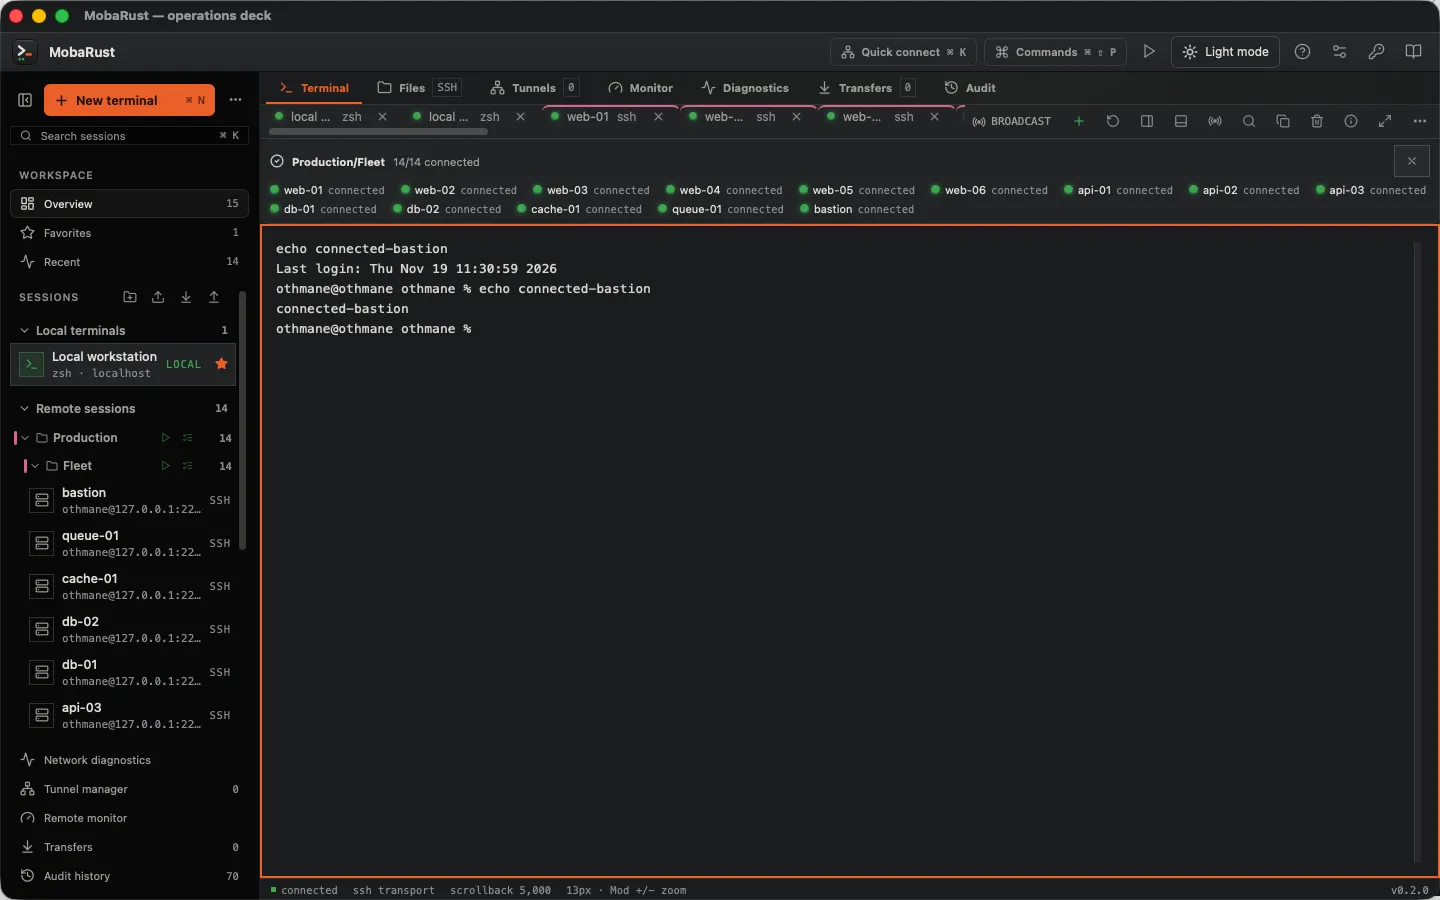 MobaRust — operations deck
MobaRust
Quick connect ⌘ K
Commands ⌘ ⇧ P
Light mode
New terminal ⌘ N
Search sessions ⌘ K
WORKSPACE
Overview 15
Favorites 1
Recent 14
SESSIONS
Local terminals 1
Local workstation LOCAL
zsh · localhost
Remote sessions 14
Production 14
Fleet 14
bastion SSH
othmane@127.0.0.1:22…
queue-01 SSH
othmane@127.0.0.1:22…
cache-01 SSH
othmane@127.0.0.1:22…
db-02 SSH
othmane@127.0.0.1:22…
db-01 SSH
othmane@127.0.0.1:22…
api-03 SSH
othmane@127.0.0.1:22…
Network diagnostics
Tunnel manager 0
Remote monitor
Transfers 0
Audit history 70
Terminal Files SSH Tunnels 0 Monitor Diagnostics Transfers 0 Audit
local ... zsh local ... zsh web-01 ssh web-... ssh web-... ssh BROADCAST
Production/Fleet 14/14 connected
web-01 connected web-02 connected web-03 connected web-04 connected web-05 connected web-06 connected api-01 connected api-02 connected api-03 connected
db-01 connected db-02 connected cache-01 connected queue-01 connected bastion connected
echo connected-bastion
Last login: Thu Nov 19 11:30:59 2026
othmane@othmane othmane % echo connected-bastion
connected-bastion
othmane@othmane othmane %
connected ssh transport scrollback 5,000 13px · Mod +/− zoom v0.2.0